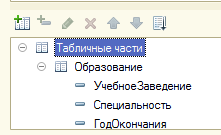 Табличные части
Образование
УчебноеЗаведение
Специальность
ГодОкончания